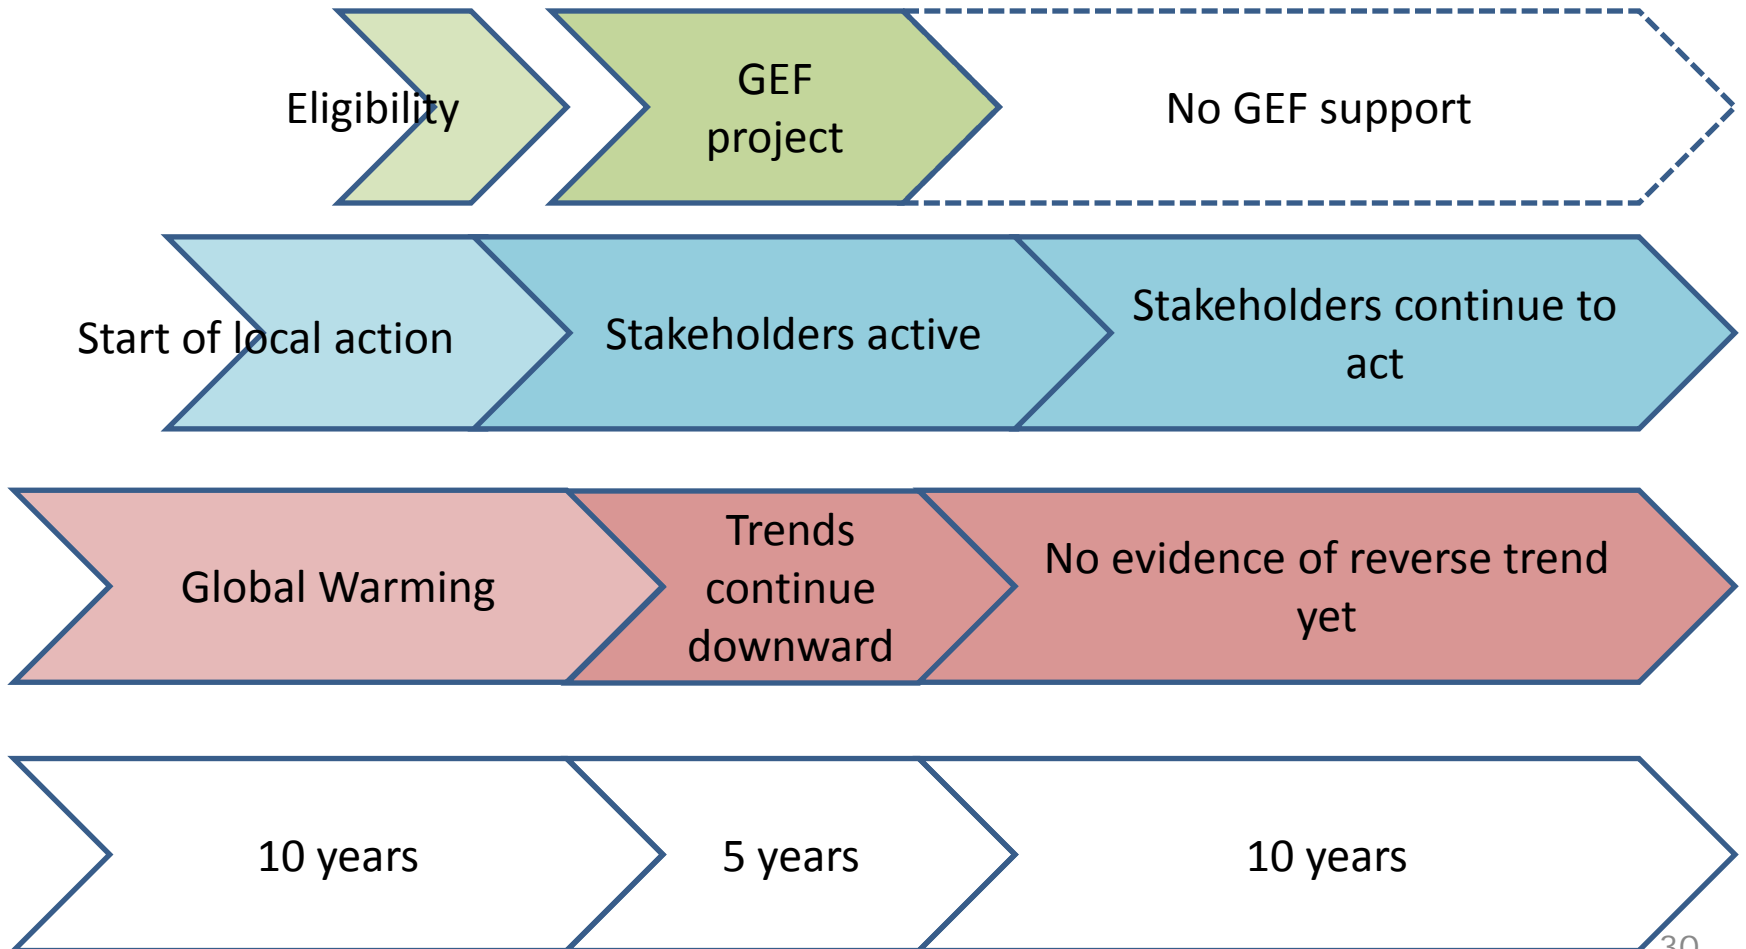 Eligibility
GEF
project
No GEF support
Start of local action
Stakeholders active
Stakeholders continue to
act
Global Warming
Trends
continue
downward
No evidence of reverse trend
yet
10 years
5 years
10 years
30